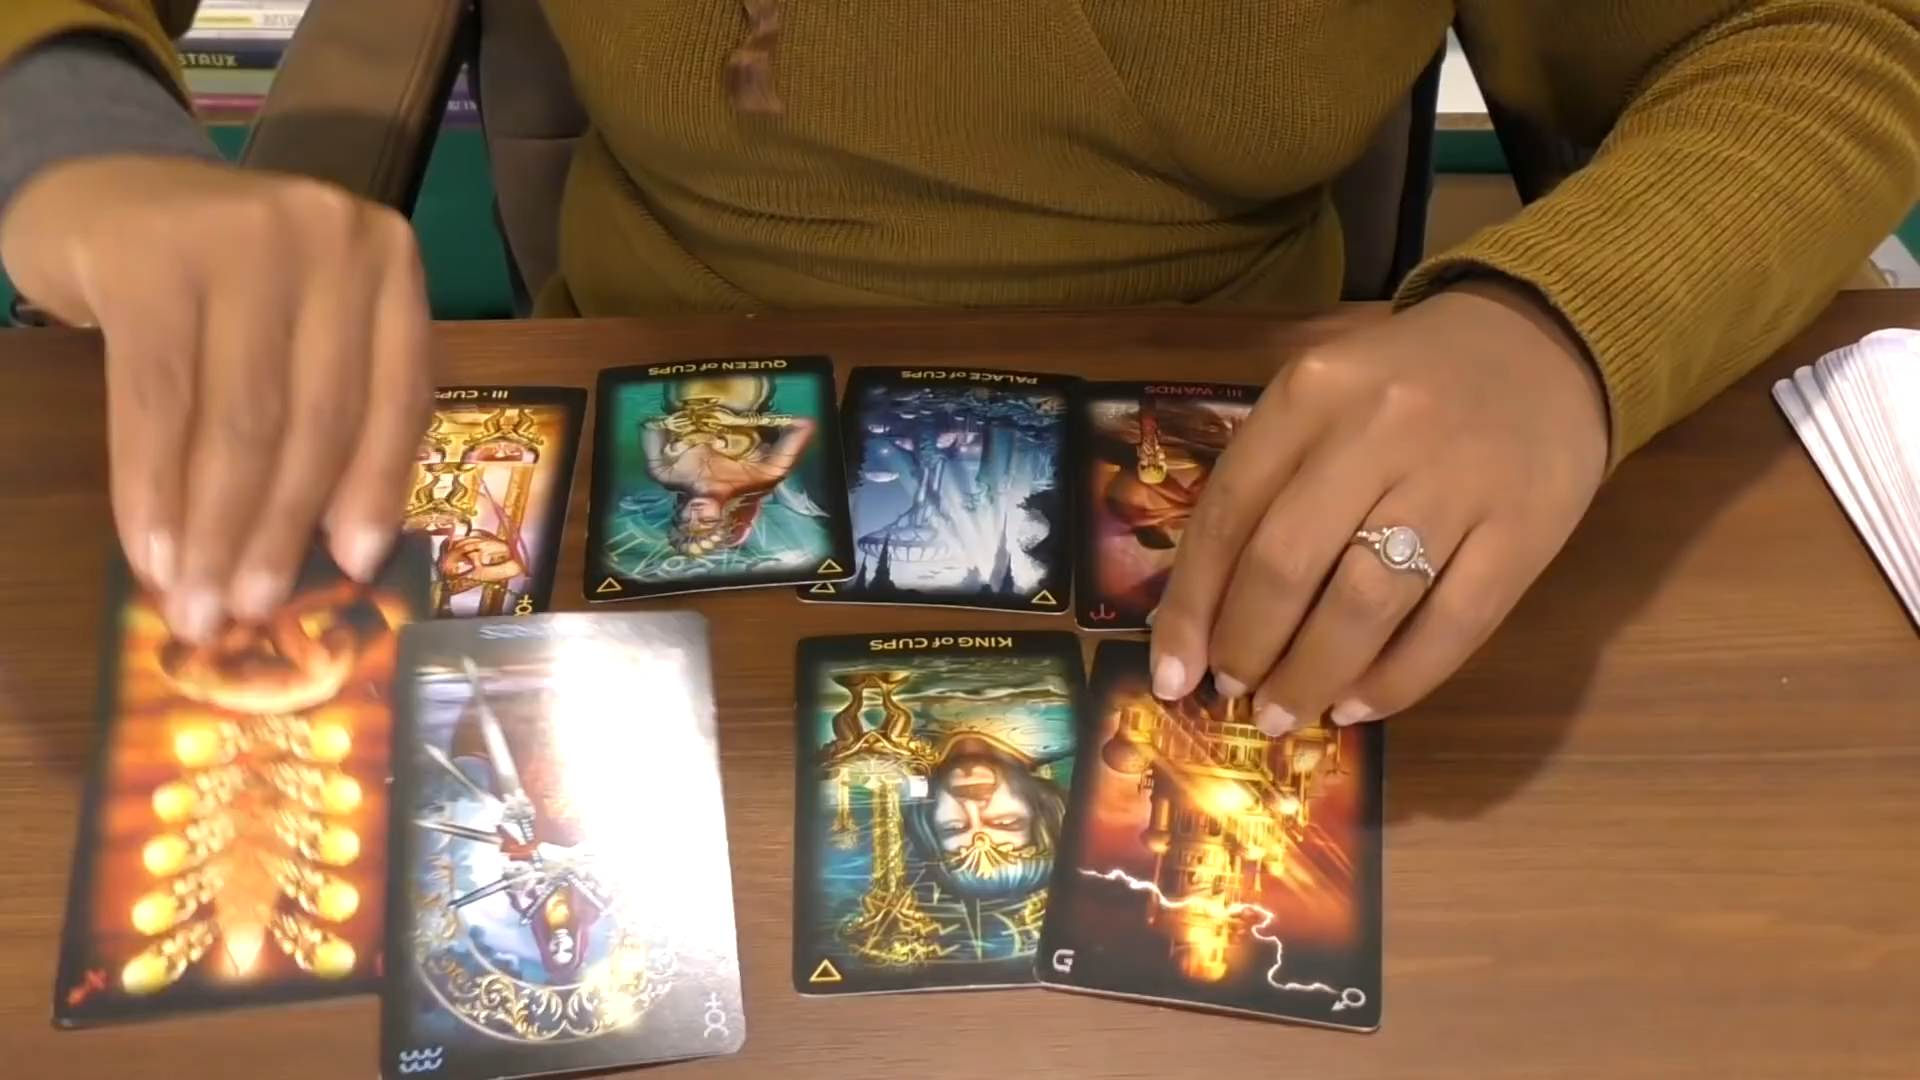 STAUX
III · CUPS
QUEEN of CUPS
PALACE of CUPS
III · WANDS
KING of CUPS